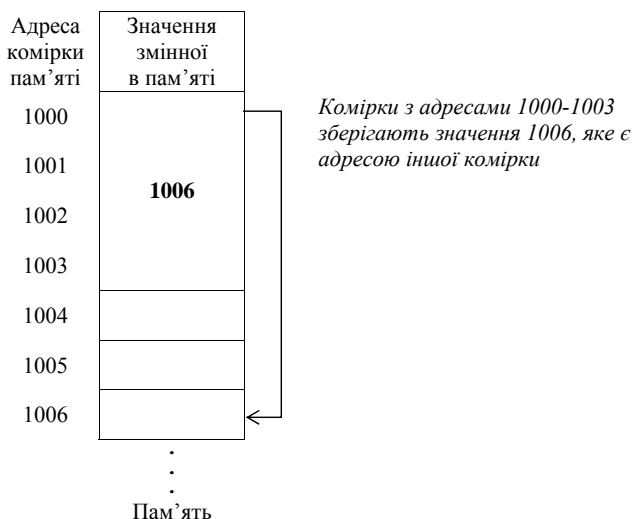 Адреса
комірки
пам’яті
Значення
змінної
в пам’яті
1000
1001
1002
1003
1004
1005
1006
1006
Комірки з адресами 1000-1003
зберігають значення 1006, яке є
адресою іншої комірки
.
.
.
Пам’ять